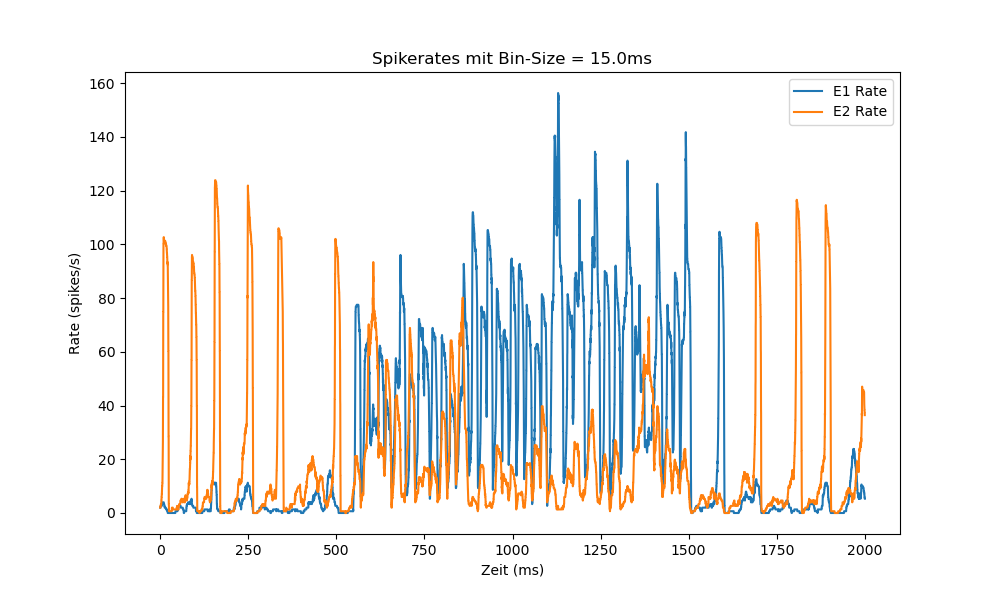 Spikerates mit Bin-Size = 15.0ms
E1 Rate
E2 Rate
Rate (spikes/s)
160
140
120
100
80
60
40
20
0
0 250 500 750 1000 1250 1500 1750 2000
Zeit (ms)